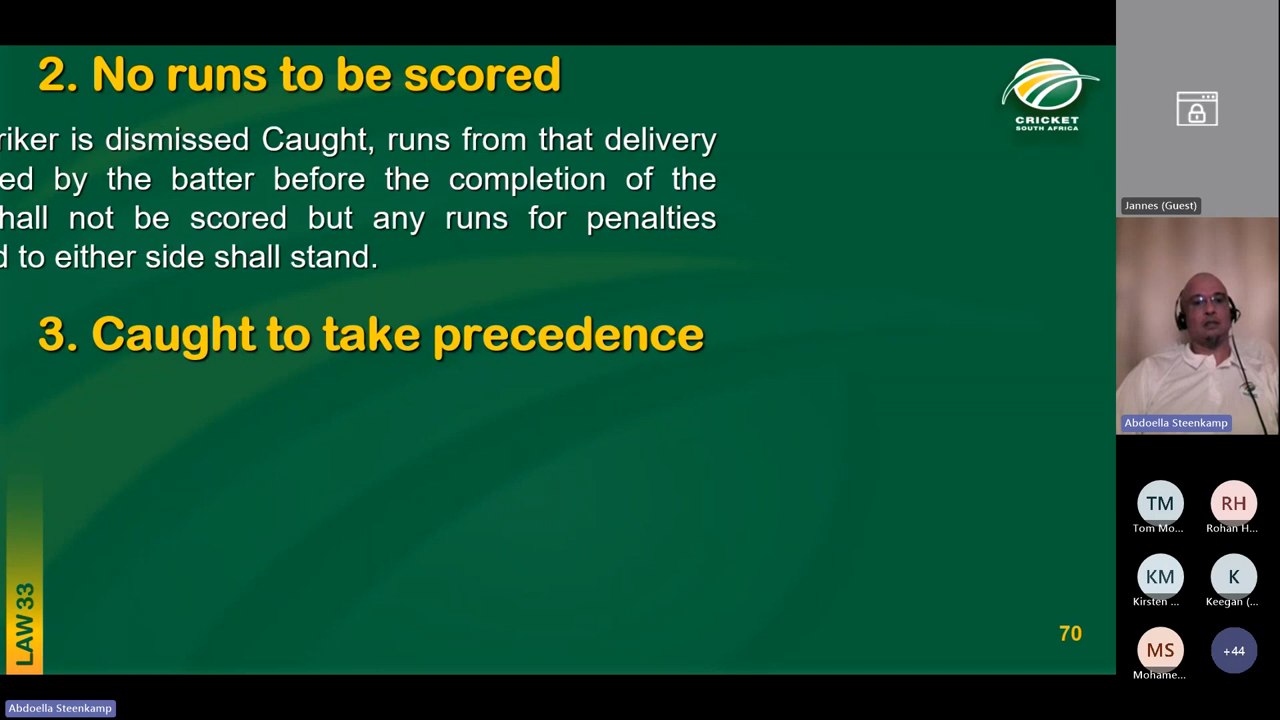 2. No runs to be scored
riker is dismissed Caught, runs from that delivery
ed by the batter before the completion of the
hall not be scored but any runs for penalties
d to either side shall stand.
3. Caught to take precedence
LAW 33
70
CRICKET
SOUTH AFRICA
Jannes (Guest)
Abdoella Steenkamp
TM
Tom Mo...
RH
Rohan H...
KM
Kirsten ...
K
Keegan (...
MS
Mohame...
+44
Abdoella Steenkamp